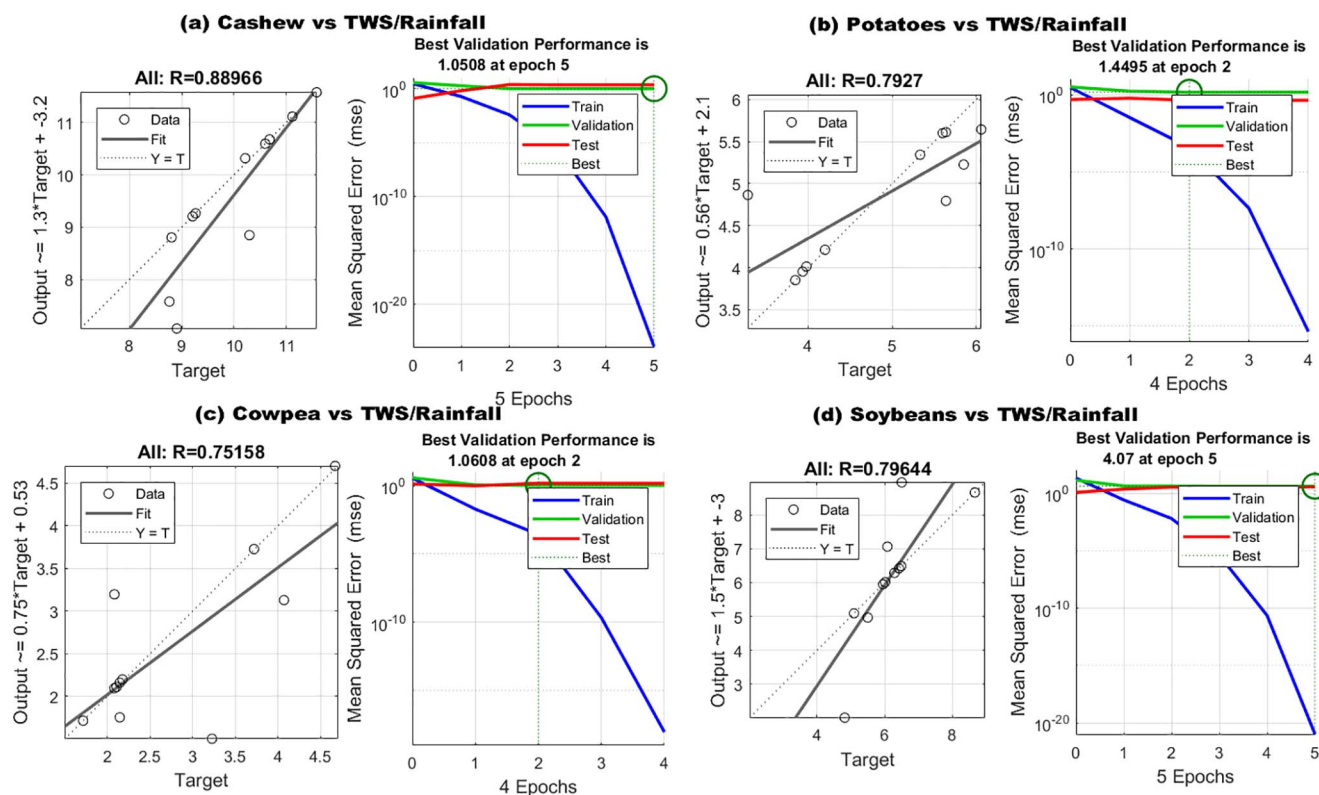 (a) Cashew vs TWS/Rainfall
All: R=0.88966
Output ~= 1.3*Target + -3.2
11
10
9
8
Data
Fit
Y = T
8 9 10 11
Target
Best Validation Performance is
1.0508 at epoch 5
Mean Squared Error (mse)
10^0
10^-10
10^-20
Train
Validation
Test
Best
0 1 2 3 4 5
5 Epochs
(b) Potatoes vs TWS/Rainfall
All: R=0.7927
Output ~= 0.56*Target + 2.1
6
5.5
5
4.5
4
3.5
Data
Fit
Y = T
4 5 6
Target
Best Validation Performance is
1.4495 at epoch 2
Mean Squared Error (mse)
10^0
10^-10
Train
Validation
Test
Best
0 1 2 3 4
4 Epochs
(c) Cowpea vs TWS/Rainfall
All: R=0.75158
Output ~= 0.75*Target + 0.53
4.5
4
3.5
3
2.5
2
Data
Fit
Y = T
2 2.5 3 3.5 4 4.5
Target
Best Validation Performance is
1.0608 at epoch 2
Mean Squared Error (mse)
10^0
10^-10
Train
Validation
Test
Best
0 1 2 3 4
4 Epochs
(d) Soybeans vs TWS/Rainfall
All: R=0.79644
Output ~= 1.5*Target + -3
8
7
6
5
4
3
Data
Fit
Y = T
4 6 8
Target
Best Validation Performance is
4.07 at epoch 5
Mean Squared Error (mse)
10^0
10^-10
10^-20
Train
Validation
Test
Best
0 1 2 3 4 5
5 Epochs